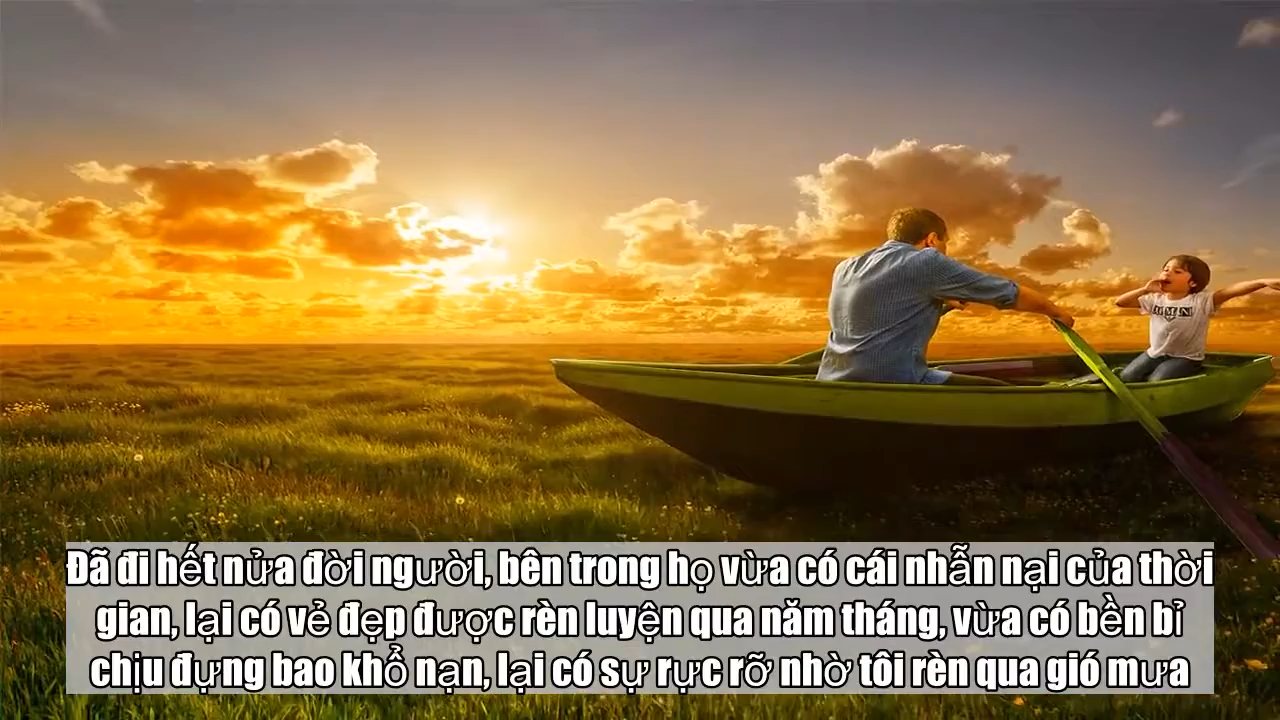 Đã đi hết nửa đời người, bên trong họ vừa có cái nhẫn nại của thời
gian, lại có vẻ đẹp được rèn luyện qua năm tháng, vừa có bền bỉ
chịu đựng bao khổ nạn, lại có sự rực rỡ nhờ tôi rèn qua gió mưa